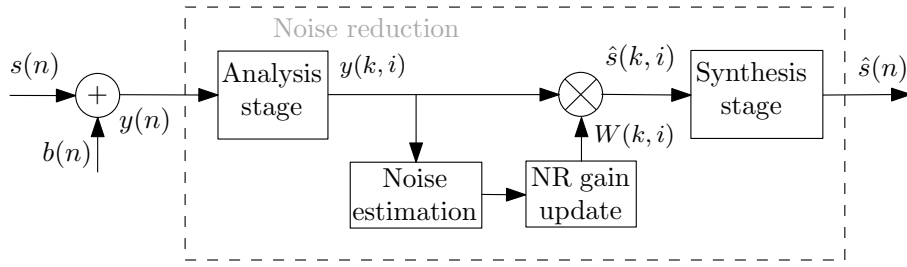 Noise reduction
s(n)
+
b(n)
y(n)
Analysis
stage
y(k, i)
Noise
estimation
NR gain
update
W(k, i)
ŝ(k, i)
Synthesis
stage
ŝ(n)